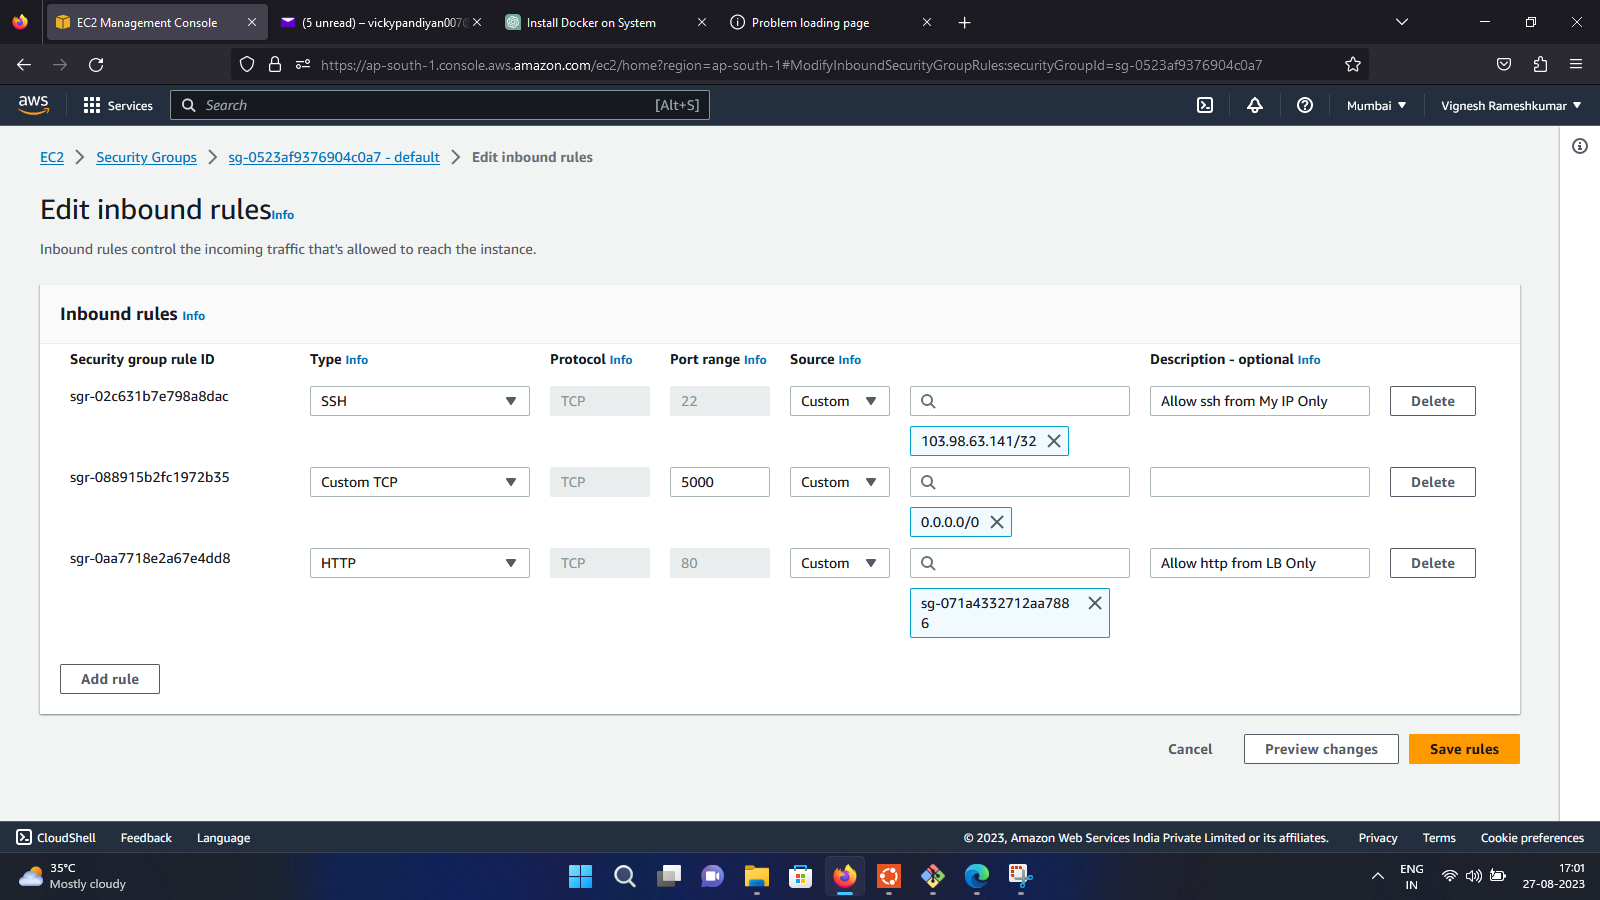 EC2 Management Console
(5 unread) – vickypandiyan007@
Install Docker on System
Problem loading page
https://ap-south-1.console.aws.amazon.com/ec2/home?region=ap-south-1#ModifyInboundSecurityGroupRules:securityGroupId=sg-0523af9376904c0a7
aws
Services
Search
[Alt+S]
Mumbai
Vignesh Rameshkumar
EC2
Security Groups
sg-0523af9376904c0a7 - default
Edit inbound rules
Edit inbound rules Info
Inbound rules control the incoming traffic that's allowed to reach the instance.
Inbound rules Info
Security group rule ID
Type Info
Protocol Info
Port range Info
Source Info
Description - optional Info
sgr-02c631b7e798a8dac
SSH
TCP
22
Custom
Allow ssh from My IP Only
Delete
103.98.63.141/32
sgr-088915b2fc1972b35
Custom TCP
TCP
5000
Custom
Delete
0.0.0.0/0
sgr-0aa7718e2a67e4dd8
HTTP
TCP
80
Custom
Allow http from LB Only
Delete
sg-071a4332712aa788
6
Add rule
Cancel
Preview changes
Save rules
CloudShell
Feedback
Language
© 2023, Amazon Web Services India Private Limited or its affiliates.
Privacy
Terms
Cookie preferences
35°C
Mostly cloudy
ENG
IN
17:01
27-08-2023